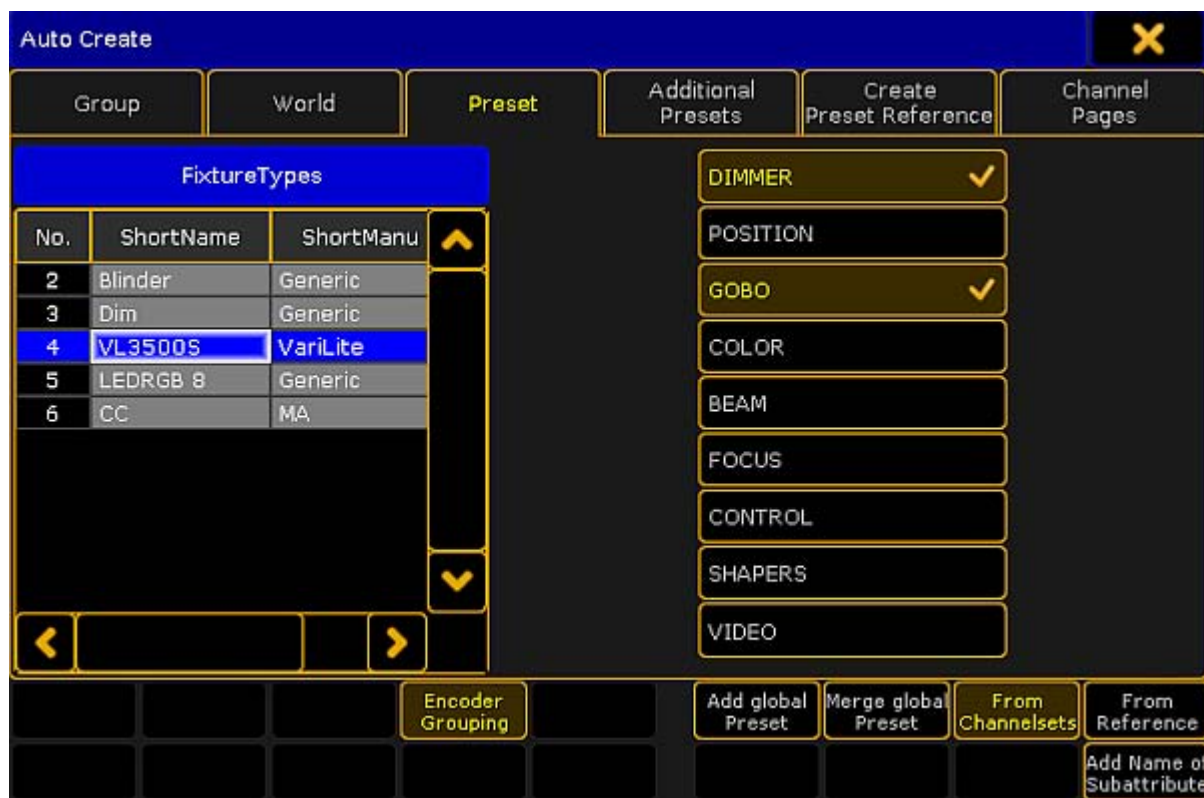 Auto Create
Group
World
Preset
Additional
Presets
Create
Preset Reference
Channel
Pages
FixtureTypes
No. ShortName ShortManu
2 Blinder Generic
3 Dim Generic
4 VL3500S VariLite
5 LEDRGB 8 Generic
6 CC MA
DIMMER
POSITION
GOBO
COLOR
BEAM
FOCUS
CONTROL
SHAPERS
VIDEO
Encoder
Grouping
Add global
Preset
Merge global
Preset
From
Channelsets
From
Reference
Add Name of
Subattribute